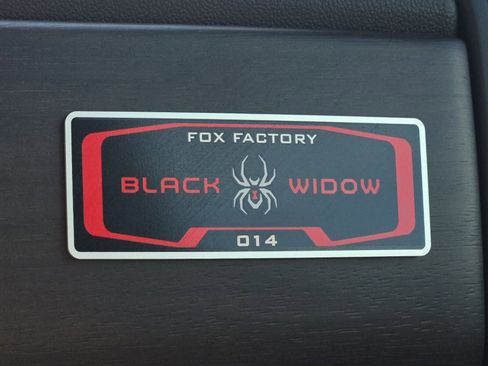 FOX FACTORY
BLACK WIDOW
014